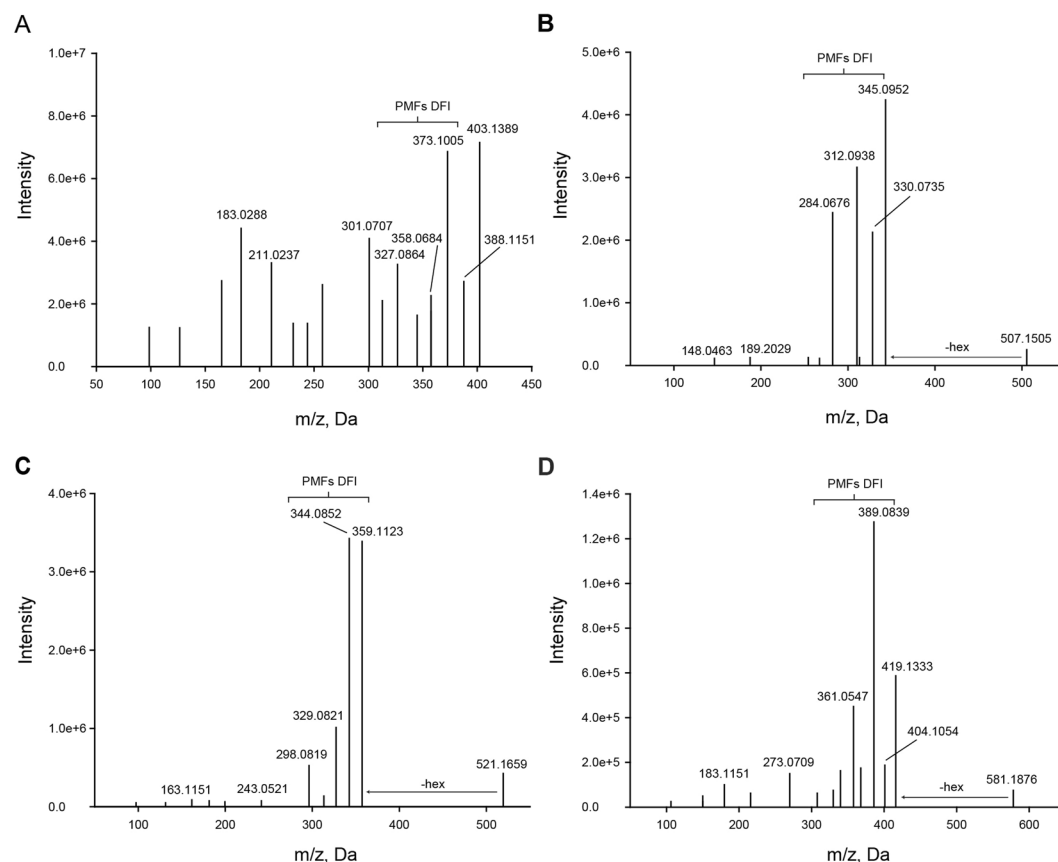 A
1.0e+7
8.0e+6
6.0e+6
4.0e+6
2.0e+6
0.0
Intensity
PMFs DFI
403.1389
373.1005
183.0288
301.0707
358.0684
388.1151
327.0864
211.0237
50 100 150 200 250 300 350 400 450
m/z, Da
B
5.0e+6
4.0e+6
3.0e+6
2.0e+6
1.0e+6
0.0
Intensity
PMFs DFI
345.0952
312.0938
330.0735
284.0676
507.1505
-hex
148.0463
189.2029
100 200 300 400 500
m/z, Da
C
4.0e+6
3.0e+6
2.0e+6
1.0e+6
0.0
Intensity
PMFs DFI
344.0852
359.1123
329.0821
298.0819
521.1659
-hex
163.1151
243.0521
100 200 300 400 500
m/z, Da
D
1.4e+6
1.2e+6
1.0e+6
8.0e+5
6.0e+5
4.0e+5
2.0e+5
0.0
Intensity
PMFs DFI
389.0839
419.1333
361.0547
404.1054
273.0709
183.1151
581.1876
-hex
100 200 300 400 500 600
m/z, Da